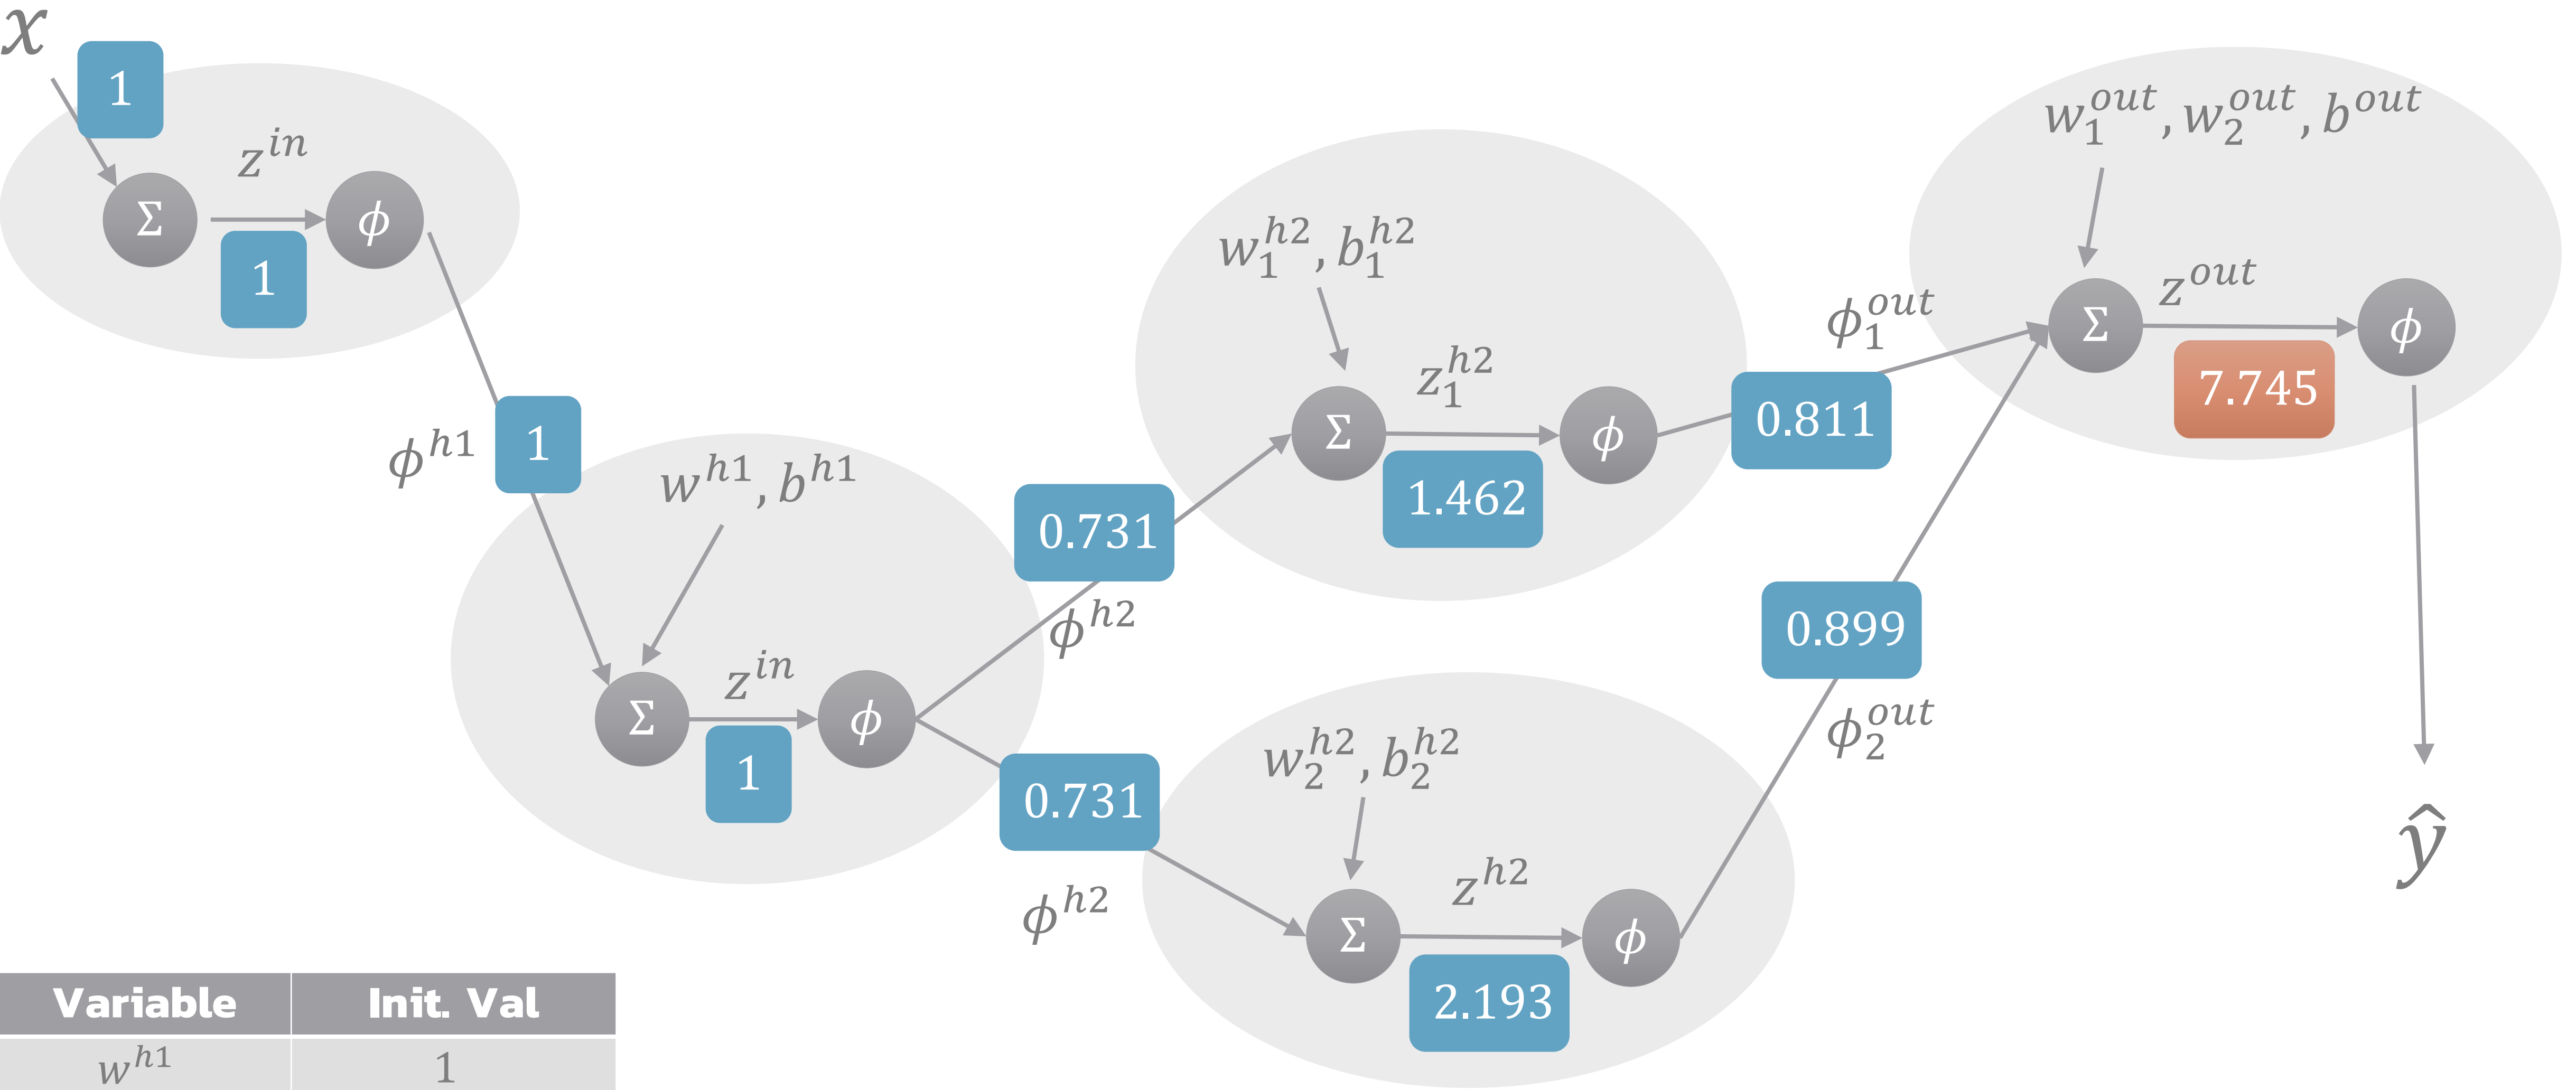 x
1
z^{in}
Σ
ϕ
1
ϕ^{h1}
1
w^{h1}, b^{h1}
Σ
z^{in}
ϕ
1
0.731
ϕ^{h2}
0.731
ϕ^{h2}
w_1^{h2}, b_1^{h2}
Σ
z_1^{h2}
ϕ
1.462
0.811
ϕ_1^{out}
w_2^{h2}, b_2^{h2}
Σ
z^{h2}
ϕ
2.193
0.899
ϕ_2^{out}
w_1^{out}, w_2^{out}, b^{out}
Σ
z^{out}
ϕ
7.745
ŷ
Variable Init. Val
w^{h1} 1